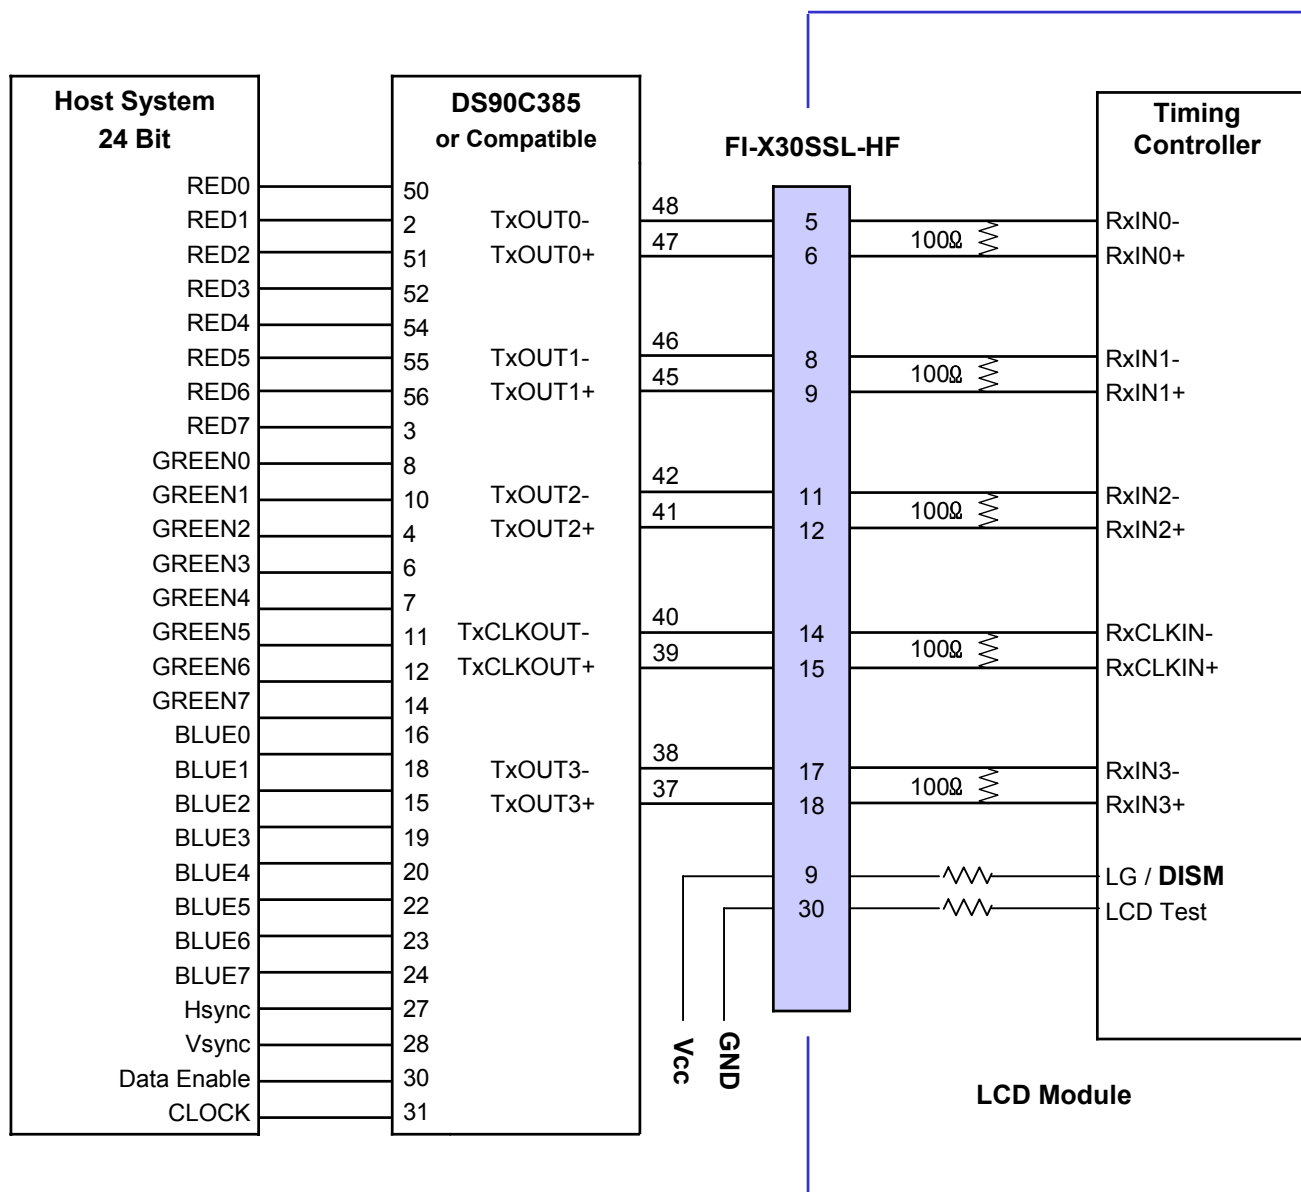 Host System
24 Bit
RED0
RED1
RED2
RED3
RED4
RED5
RED6
RED7
GREEN0
GREEN1
GREEN2
GREEN3
GREEN4
GREEN5
GREEN6
GREEN7
BLUE0
BLUE1
BLUE2
BLUE3
BLUE4
BLUE5
BLUE6
BLUE7
Hsync
Vsync
Data Enable
CLOCK
DS90C385
or Compatible
50
2
51
52
54
55
56
3
8
10
4
6
7
11
12
14
16
18
15
19
20
22
23
24
27
28
30
31
TxOUT0-
TxOUT0+
TxOUT1-
TxOUT1+
TxOUT2-
TxOUT2+
TxCLKOUT-
TxCLKOUT+
TxOUT3-
TxOUT3+
48
47
46
45
42
41
40
39
38
37
Vcc
GND
FI-X30SSL-HF
5
6
8
9
11
12
14
15
17
18
9
30
100Ω
100Ω
100Ω
100Ω
100Ω
Timing
Controller
RxIN0-
RxIN0+
RxIN1-
RxIN1+
RxIN2-
RxIN2+
RxCLKIN-
RxCLKIN+
RxIN3-
RxIN3+
LG / DISM
LCD Test
LCD Module